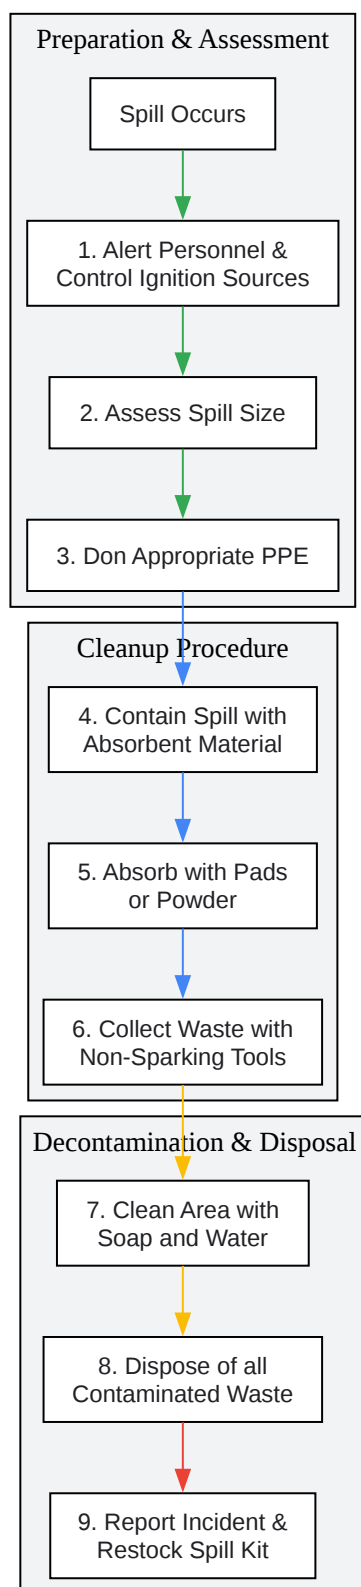 Preparation & Assessment
Spill Occurs
1. Alert Personnel &
Control Ignition Sources
2. Assess Spill Size
3. Don Appropriate PPE
Cleanup Procedure
4. Contain Spill with
Absorbent Material
5. Absorb with Pads
or Powder
6. Collect Waste with
Non-Sparking Tools
Decontamination & Disposal
7. Clean Area with
Soap and Water
8. Dispose of all
Contaminated Waste
9. Report Incident &
Restock Spill Kit